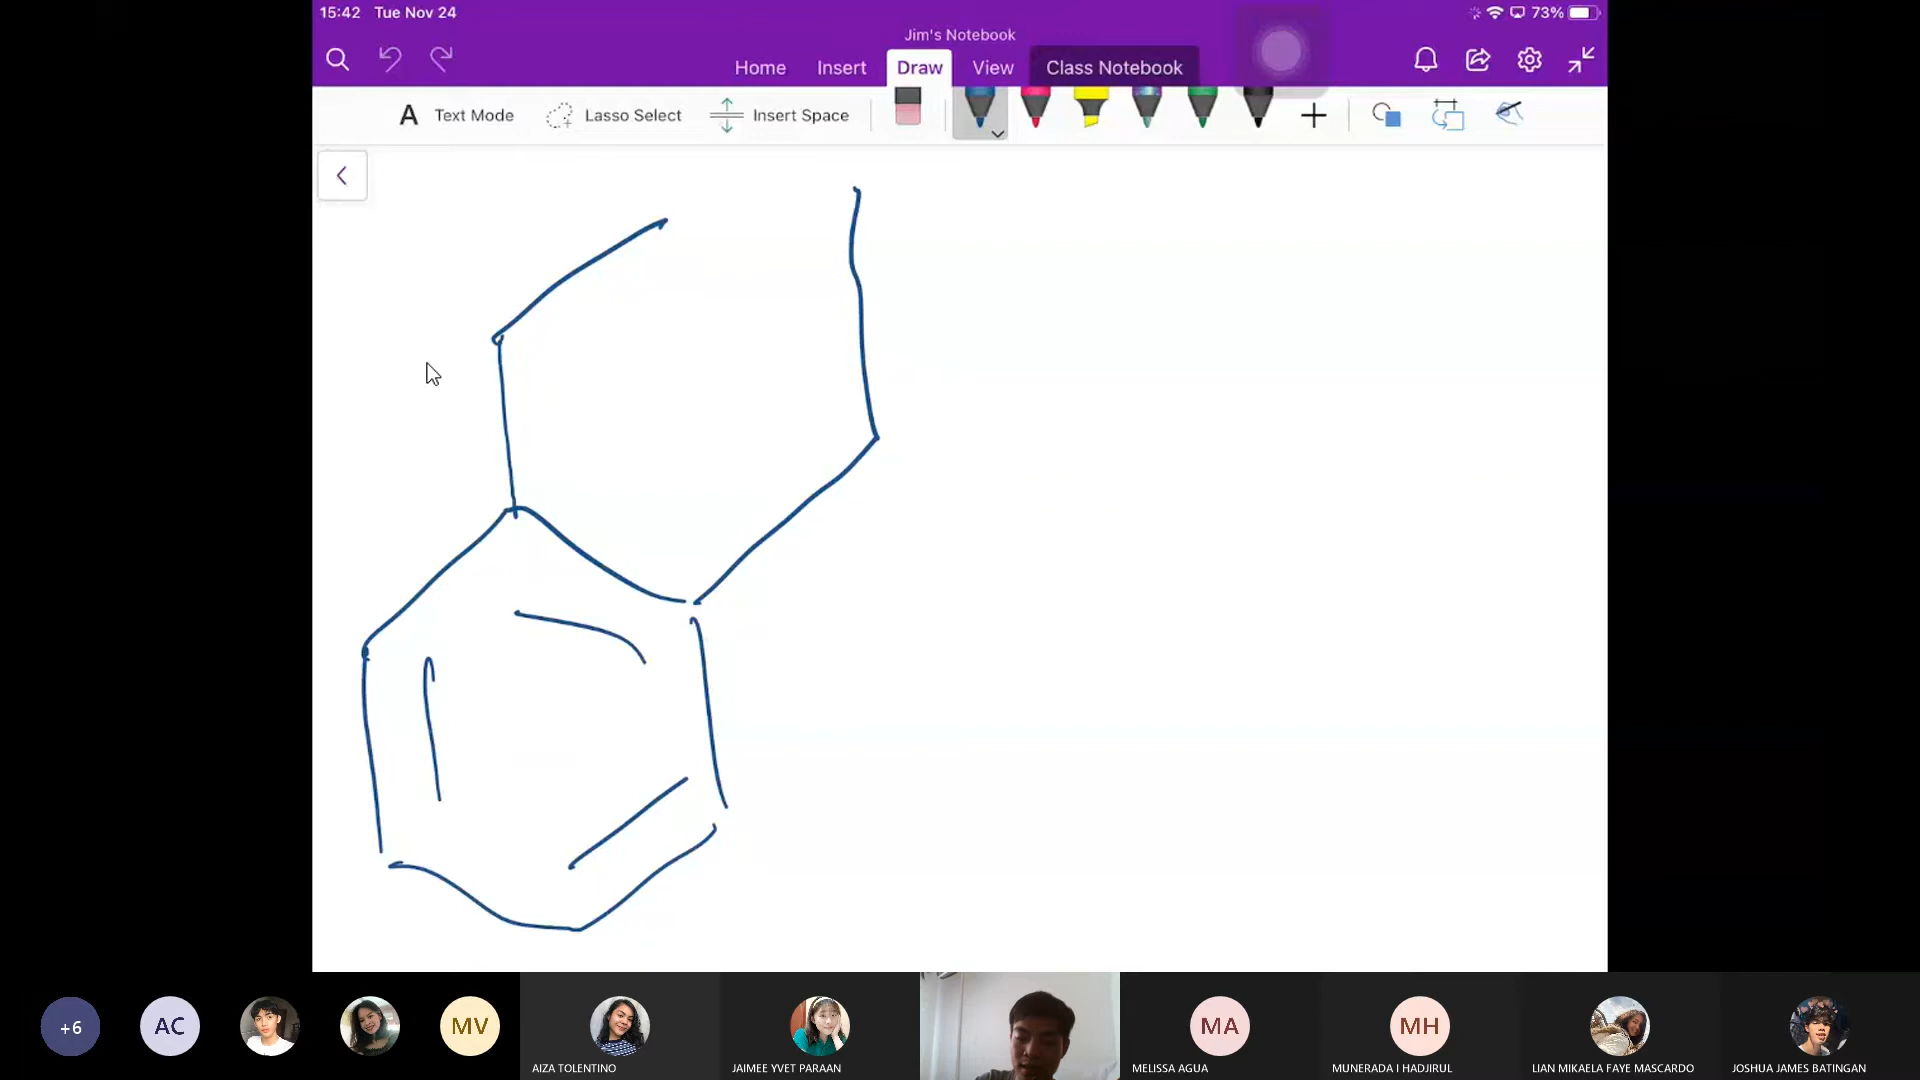 15:42 Tue Nov 24
73%
Jim's Notebook
Home Insert Draw View Class Notebook
A Text Mode Lasso Select Insert Space
+6 AC MV MA MH
AIZA TOLENTINO JAIMEE YVET PARAAN MELISSA AGUA MUNERADA I HADJIRUL LIAN MIKAELA FAYE MASCARDO JOSHUA JAMES BATINGAN